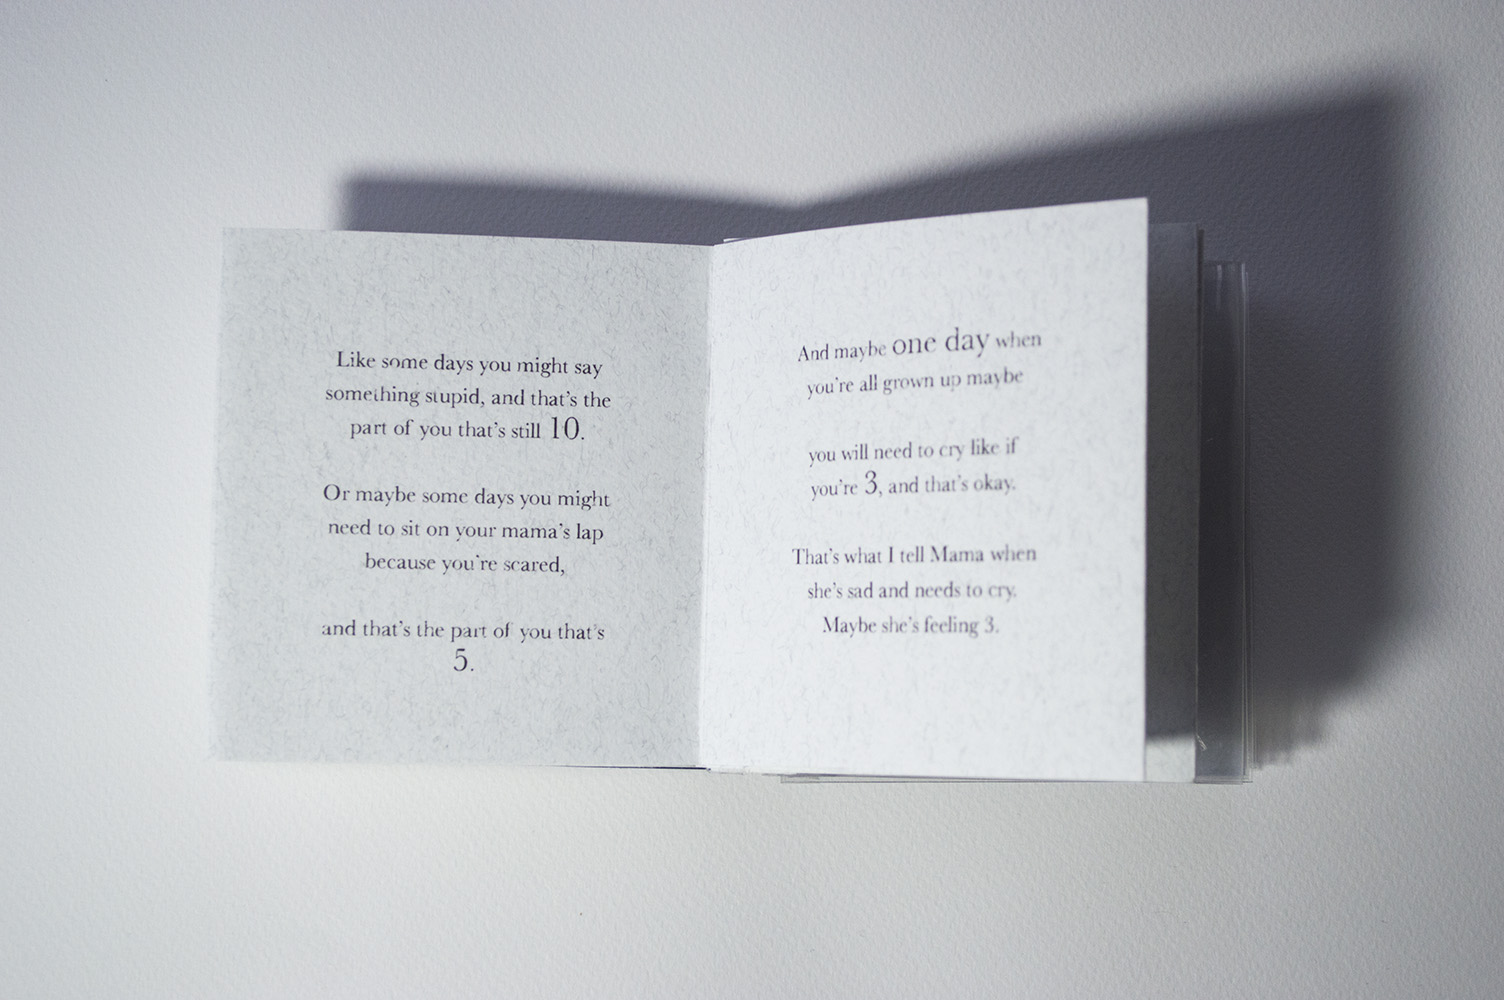 Like some days you might say
something stupid, and that's the
part of you that's still 10.
Or maybe some days you might
need to sit on your mama's lap
because you're scared,
and that's the part of you that's
5.
And maybe one day when
you're all grown up maybe
you will need to cry like if
you're 3, and that's okay.
That's what I tell Mama when
she's sad and needs to cry.
Maybe she's feeling 3.